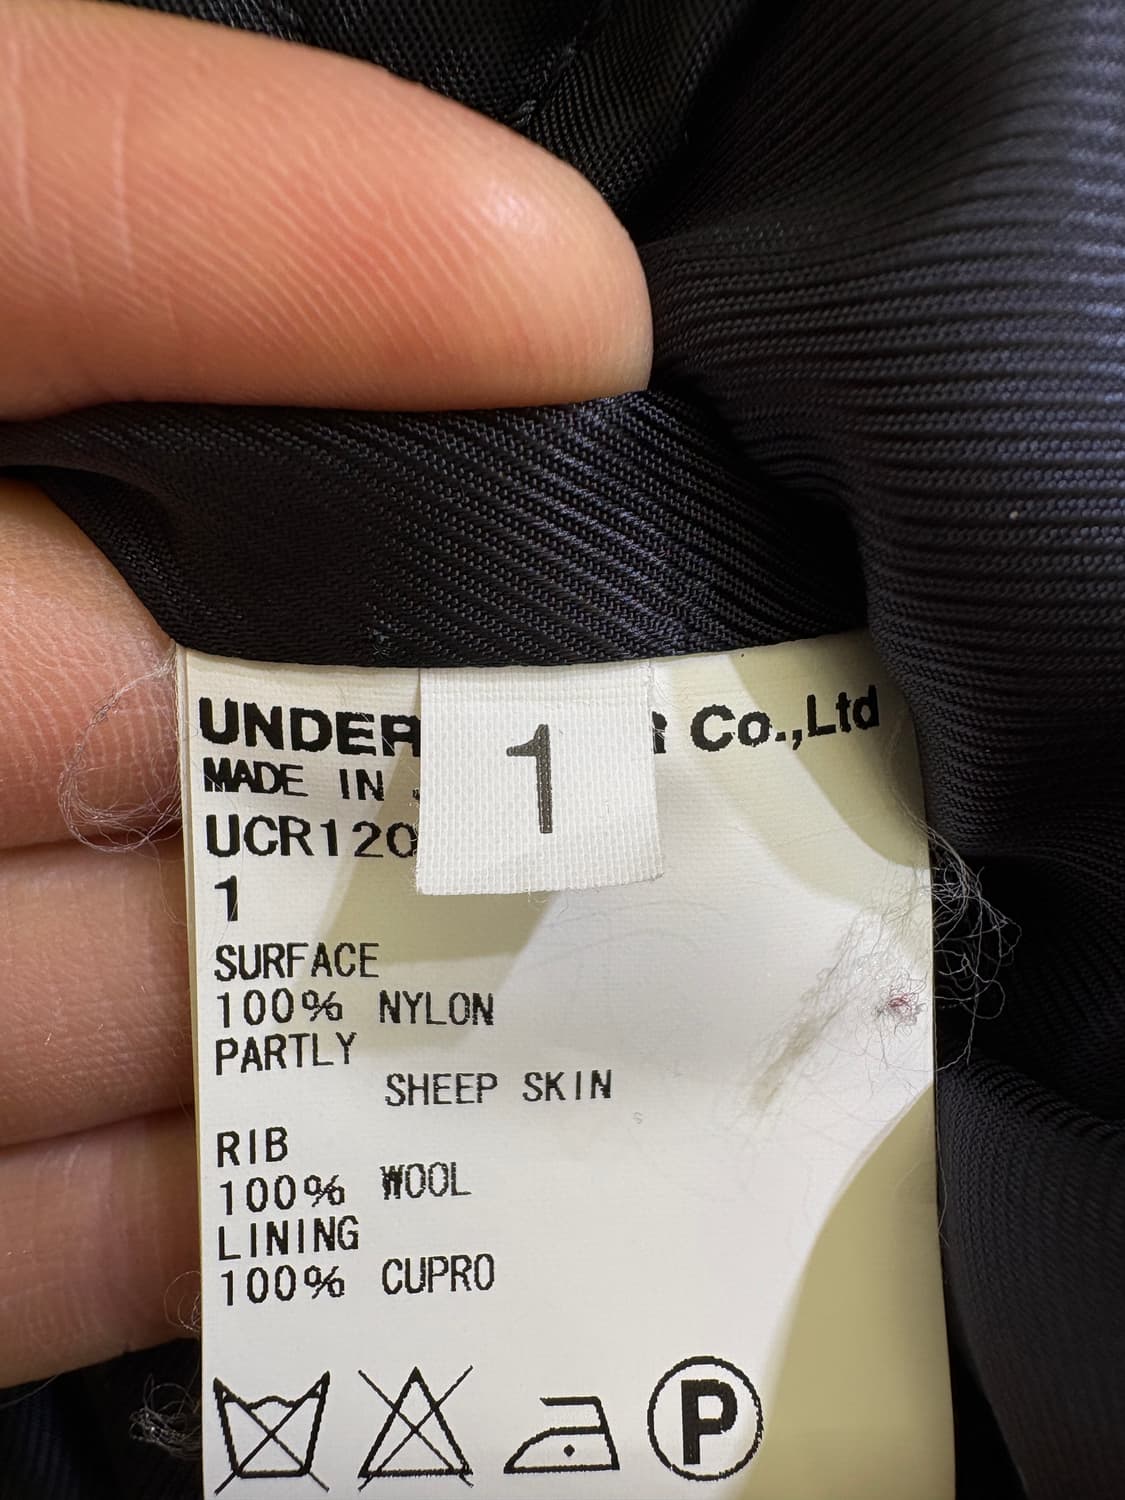 UNDER Co.,Ltd
MADE IN
UCR120
1
1
SURFACE
100% NYLON
PARTLY
SHEEP SKIN
RIB
100% WOOL
LINING
100% CUPRO
P